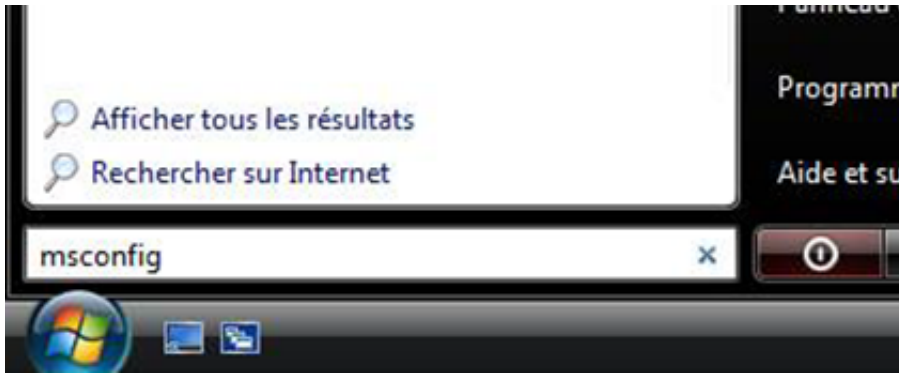 Afficher tous les résultats
Programm
Rechercher sur Internet
Aide et su
msconfig